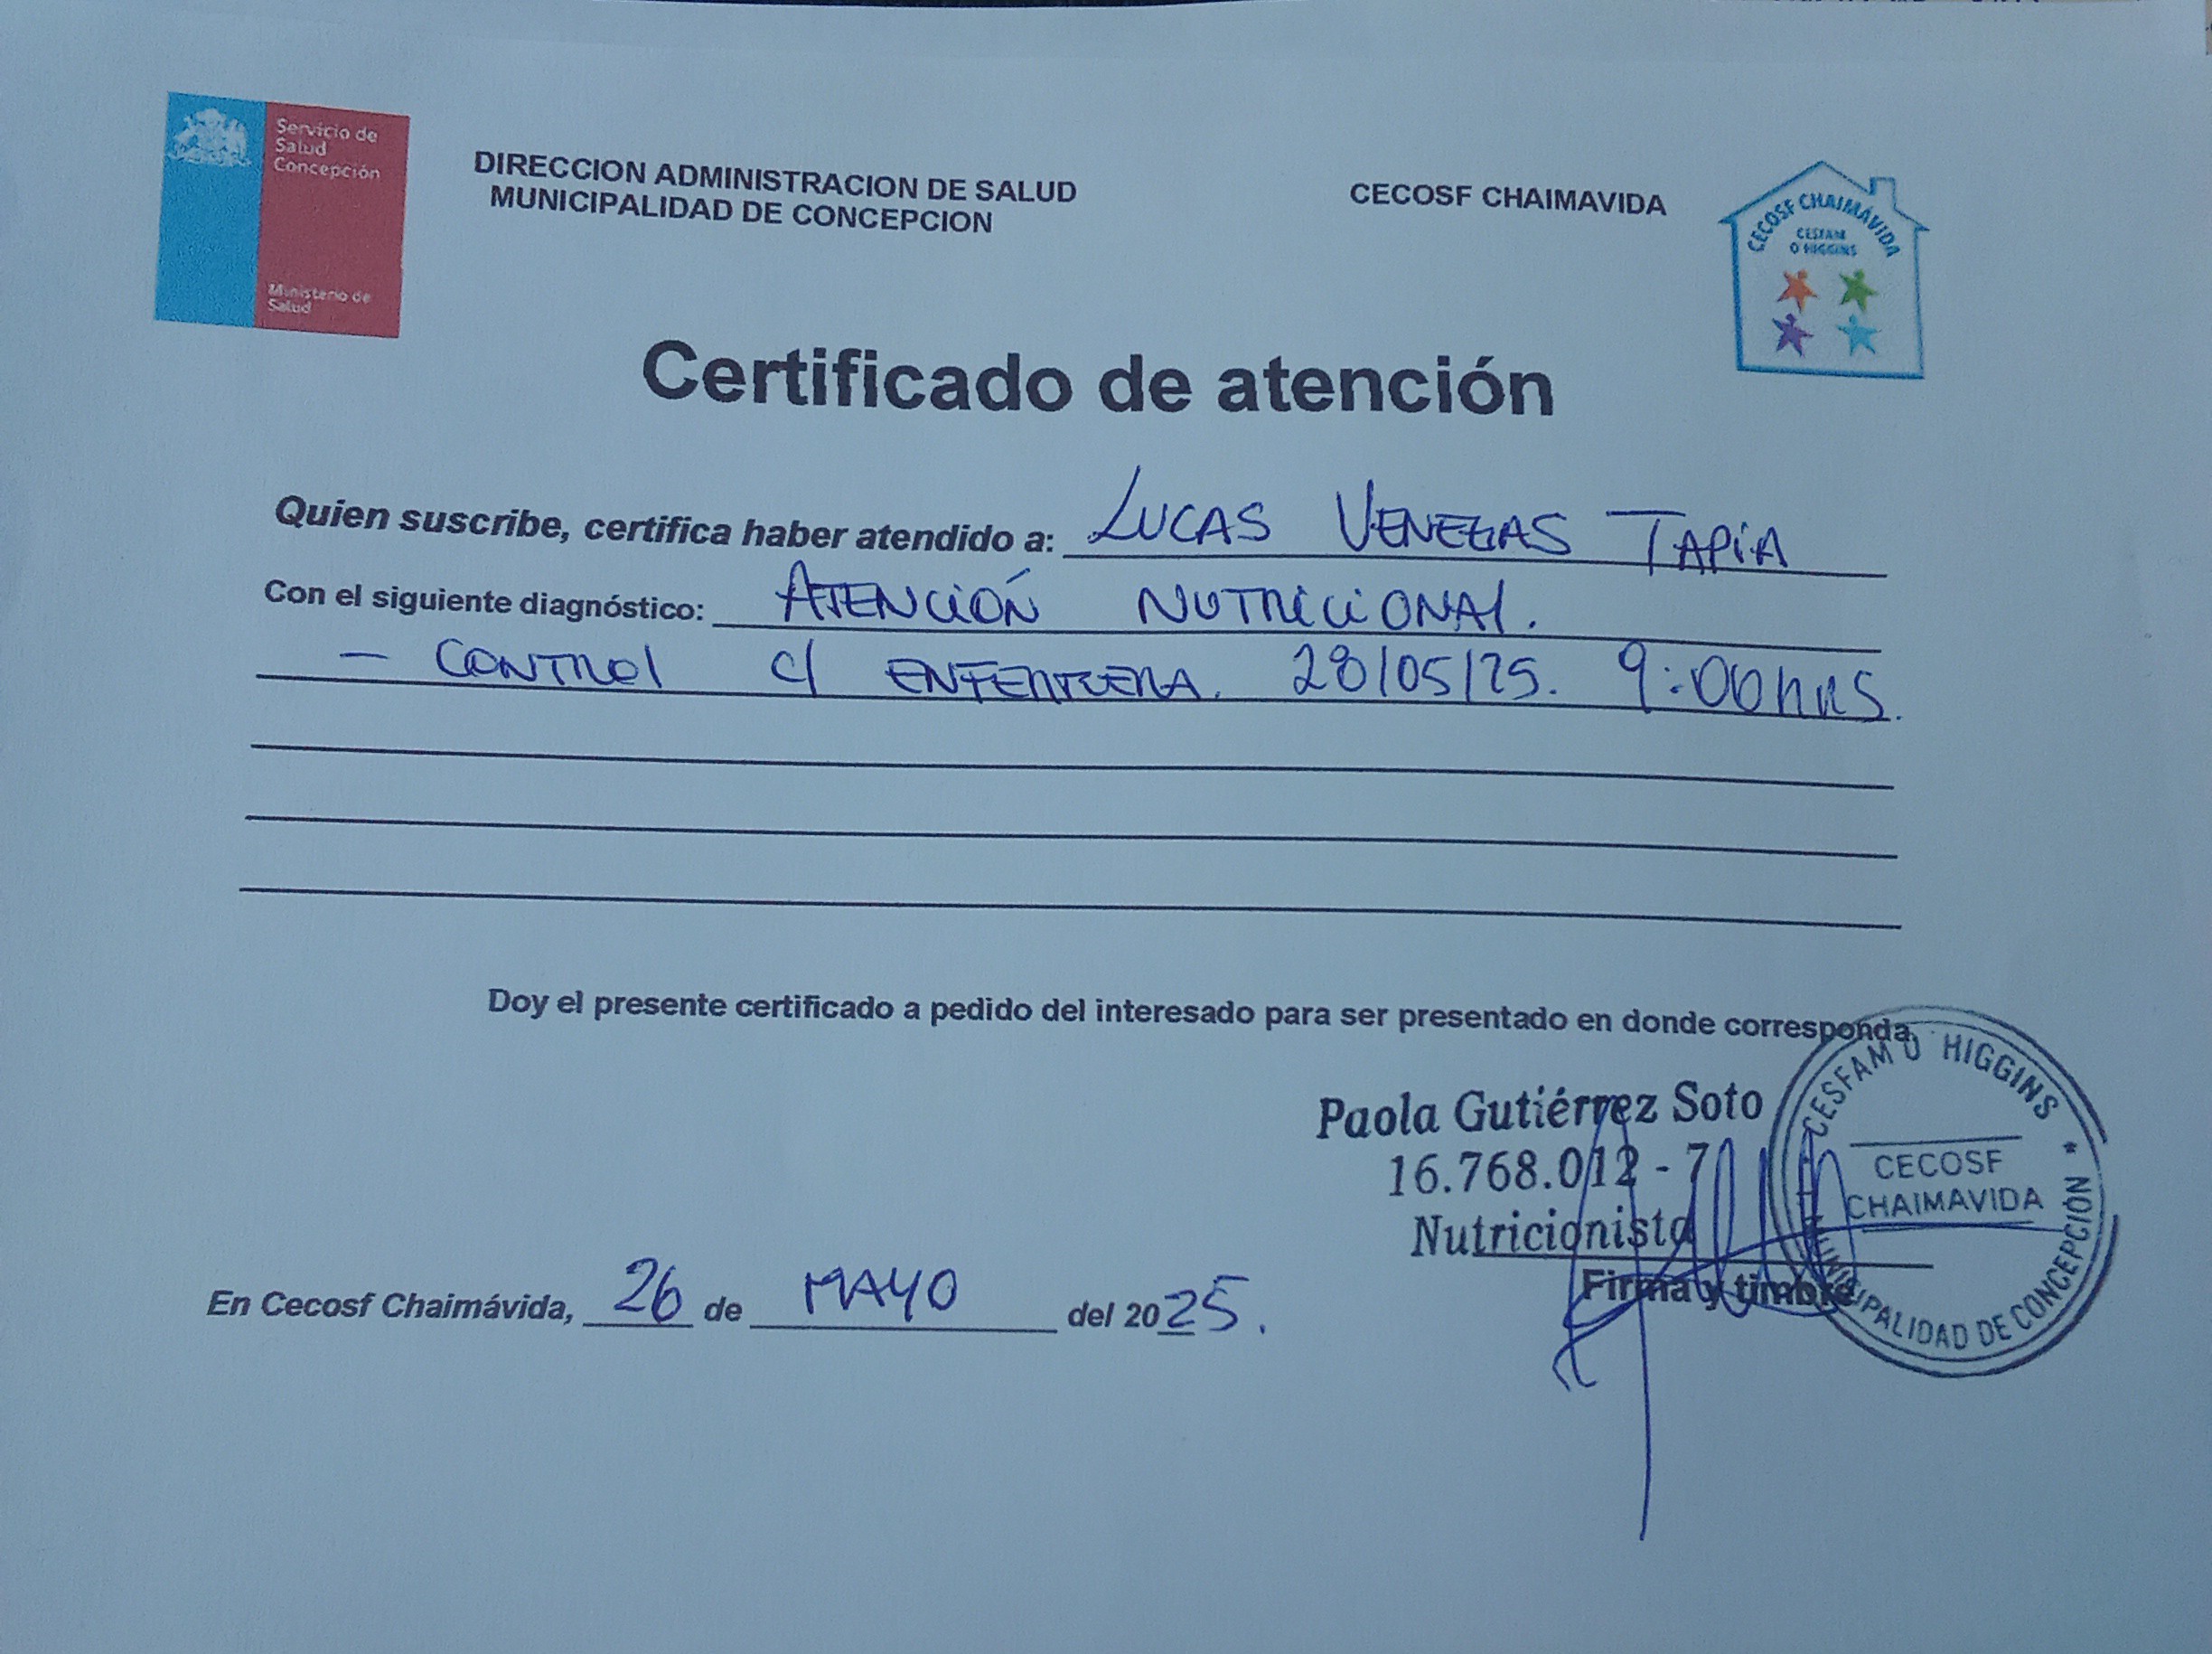 Servicio de
Salud
Concepción
Ministerio de
Salud
DIRECCION ADMINISTRACION DE SALUD
MUNICIPALIDAD DE CONCEPCION
CECOSF CHAIMAVIDA
CECOSF CHAIMÁVIDA
CESFAM
O HIGGINS
Certificado de atención
Quien suscribe, certifica haber atendido a: LUCAS VENEGAS TAPIA
Con el siguiente diagnóstico: ATENCIÓN NUTRICIONAL.
- CONTROL C/ ENFERMERA. 28/05/25. 9:00 HRS.
Doy el presente certificado a pedido del interesado para ser presentado en donde corresponda.
Paola Gutiérrez Soto
16.768.012 - 7
Nutricionista
Firma y timbre
CESFAM O HIGGINS *
CECOSF
CHAIMAVIDA
MUNICIPALIDAD DE CONCEPCIÓN
En Cecosf Chaimávida, 26 de MAYO del 2025.